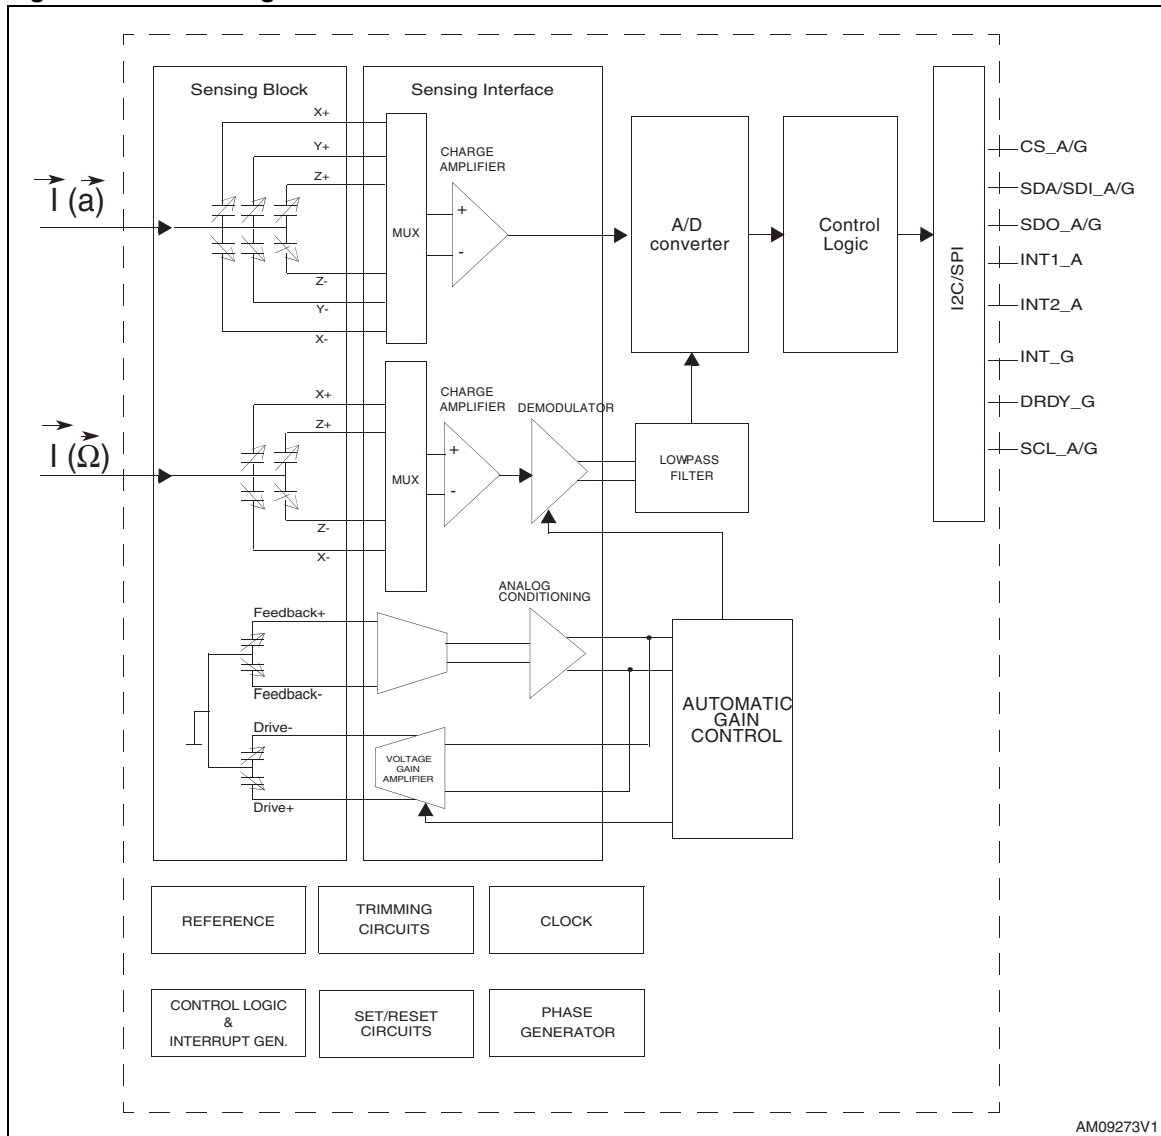 Sensing Block
Sensing Interface
X+
Y+
Z+
I (a)
MUX
CHARGE
AMPLIFIER
+
-
Z-
Y-
X-
A/D
converter
Control
Logic
I2C/SPI
CS_A/G
SDA/SDI_A/G
SDO_A/G
INT1_A
INT2_A
INT_G
DRDY_G
SCL_A/G
X+
Z+
I (Ω)
MUX
CHARGE
AMPLIFIER
+
-
DEMODULATOR
LOWPASS
FILTER
Z-
X-
ANALOG
CONDITIONING
Feedback+
Feedback-
Drive-
VOLTAGE
GAIN
AMPLIFIER
Drive+
AUTOMATIC
GAIN
CONTROL
REFERENCE
TRIMMING
CIRCUITS
CLOCK
CONTROL LOGIC
&
INTERRUPT GEN.
SET/RESET
CIRCUITS
PHASE
GENERATOR
AM09273V1